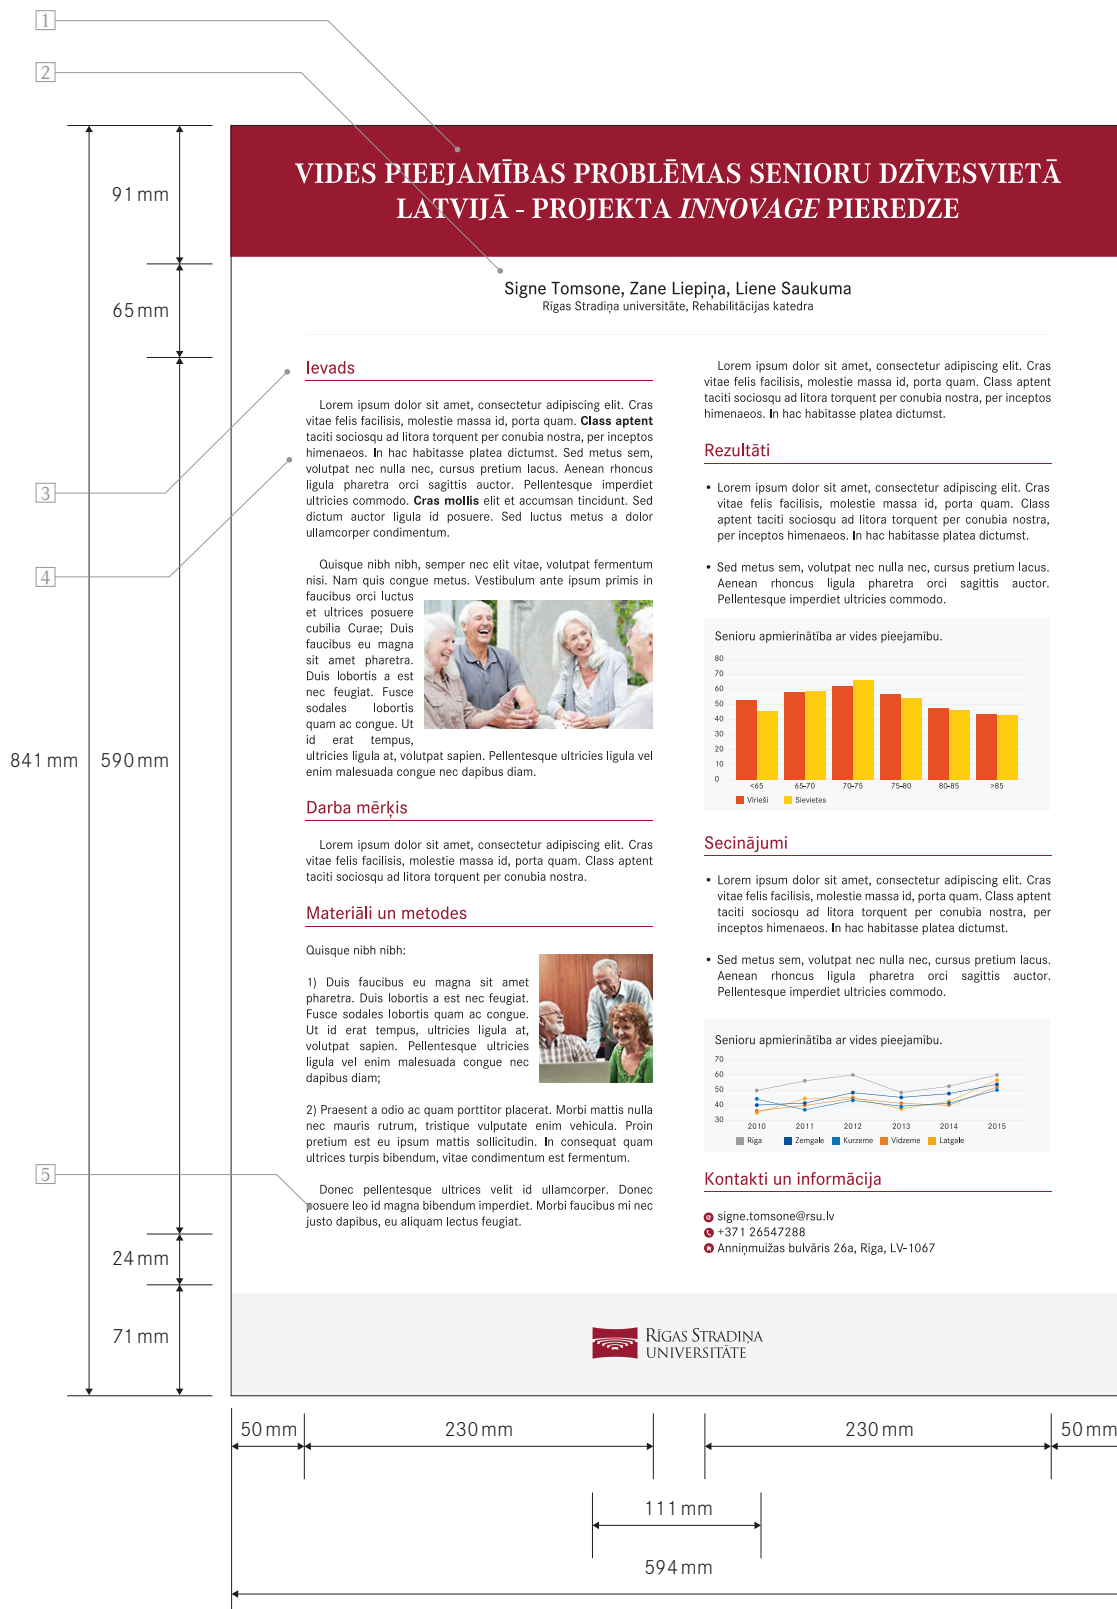 1
2
VIDES PIEEJAMĪBAS PROBLĒMAS SENIORU DZĪVESVIETĀ
LATVIJĀ - PROJEKTA INNOVAGE PIEREDZE
91 mm
65 mm
841 mm
590 mm
24 mm
71 mm
Signe Tomsone, Zane Liepiņa, Liene Saukuma
Rīgas Stradiņa universitāte, Rehabilitācijas katedra
3
4
5
Ievads
Lorem ipsum dolor sit amet, consectetur adipiscing elit. Cras
vitae felis facilisis, molestie massa id, porta quam. Class aptent
taciti sociosqu ad litora torquent per conubia nostra, per inceptos
himenaeos. In hac habitasse platea dictumst. Sed metus sem,
volutpat nec nulla nec, cursus pretium lacus. Aenean rhoncus
ligula pharetra orci sagittis auctor. Pellentesque imperdiet
ultricies commodo. Cras mollis elit et accumsan tincidunt. Sed
dictum auctor ligula id posuere. Sed luctus metus a dolor
ullamcorper condimentum.
Quisque nibh nibh, semper nec elit vitae, volutpat fermentum
nisi. Nam quis congue metus. Vestibulum ante ipsum primis in
faucibus orci luctus
et ultrices posuere
cubilia Curae; Duis
faucibus eu magna
sit amet pharetra.
Duis lobortis a est
nec feugiat. Fusce
sodales lobortis
quam ac congue. Ut
id erat tempus,
ultricies ligula at, volutpat sapien. Pellentesque ultricies ligula vel
enim malesuada congue nec dapibus diam.
Darba mērķis
Lorem ipsum dolor sit amet, consectetur adipiscing elit. Cras
vitae felis facilisis, molestie massa id, porta quam. Class aptent
taciti sociosqu ad litora torquent per conubia nostra.
Materiāli un metodes
Quisque nibh nibh:
1) Duis faucibus eu magna sit amet
pharetra. Duis lobortis a est nec feugiat.
Fusce sodales lobortis quam ac congue.
Ut id erat tempus, ultricies ligula at,
volutpat sapien. Pellentesque ultricies
ligula vel enim malesuada congue nec
dapibus diam;
2) Praesent a odio ac quam porttitor placerat. Morbi mattis nulla
nec mauris rutrum, tristique vulputate enim vehicula. Proin
pretium est eu ipsum mattis sollicitudin. In consequat quam
ultrices turpis bibendum, vitae condimentum est fermentum.
Donec pellentesque ultrices velit id ullamcorper. Donec
posuere leo id magna bibendum imperdiet. Morbi faucibus mi nec
justo dapibus, eu aliquam lectus feugiat.
Lorem ipsum dolor sit amet, consectetur adipiscing elit. Cras
vitae felis facilisis, molestie massa id, porta quam. Class aptent
taciti sociosqu ad litora torquent per conubia nostra, per inceptos
himenaeos. In hac habitasse platea dictumst.
Rezultāti
• Lorem ipsum dolor sit amet, consectetur adipiscing elit. Cras
vitae felis facilisis, molestie massa id, porta quam. Class
aptent taciti sociosqu ad litora torquent per conubia nostra,
per inceptos himenaeos. In hac habitasse platea dictumst.
• Sed metus sem, volutpat nec nulla nec, cursus pretium lacus.
Aenean rhoncus ligula pharetra orci sagittis auctor.
Pellentesque imperdiet ultricies commodo.
Senioru apmierinātība ar vides pieejamību.
80
70
60
50
40
30
20
10
0
<65 65-70 70-75 75-80 80-85 >85
Vīrieši Sievietes
Secinājumi
• Lorem ipsum dolor sit amet, consectetur adipiscing elit. Cras
vitae felis facilisis, molestie massa id, porta quam. Class aptent
taciti sociosqu ad litora torquent per conubia nostra, per
inceptos himenaeos. In hac habitasse platea dictumst.
• Sed metus sem, volutpat nec nulla nec, cursus pretium lacus.
Aenean rhoncus ligula pharetra orci sagittis auctor.
Pellentesque imperdiet ultricies commodo.
Senioru apmierinātība ar vides pieejamību.
70
60
50
40
30
2010 2011 2012 2013 2014 2015
Rīga Zemgale Kurzeme Vidzeme Latgale
Kontakti un informācija
signe.tomsone@rsu.lv
+371 26547288
Anniņmuižas bulvāris 26a, Rīga, LV-1067
RĪGAS STRADIŅA
UNIVERSITĀTE
50 mm 230 mm 230 mm 50 mm
111 mm
594 mm